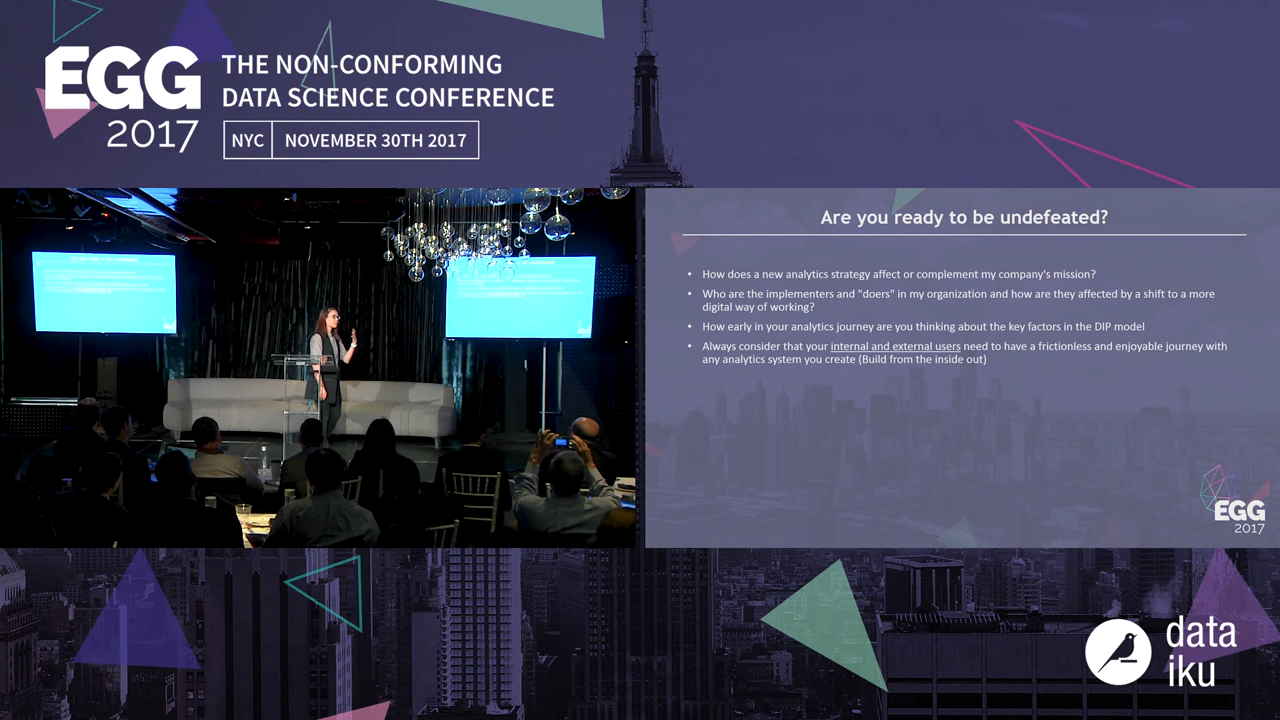 EGG
2017
THE NON-CONFORMING
DATA SCIENCE CONFERENCE
NYC
NOVEMBER 30TH 2017
Are you ready to be undefeated?
• How does a new analytics strategy affect or complement my company's mission?
• Who are the implementers and "doers" in my organization and how are they affected by a shift to a more
digital way of working?
• How early in your analytics journey are you thinking about the key factors in the DIP model
• Always consider that your internal and external users need to have a frictionless and enjoyable journey with
any analytics system you create (Build from the inside out)
EGG
2017
data
iku